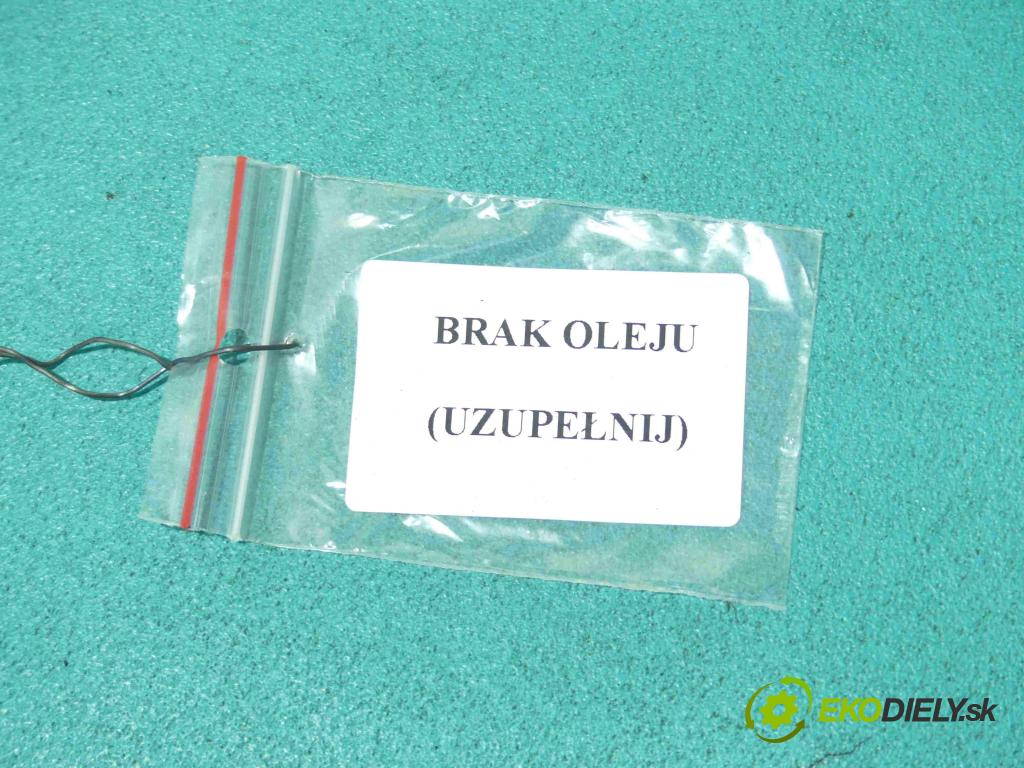 BRAK OLEJU
(UZUPEŁNIJ)
EKODIELY.sk